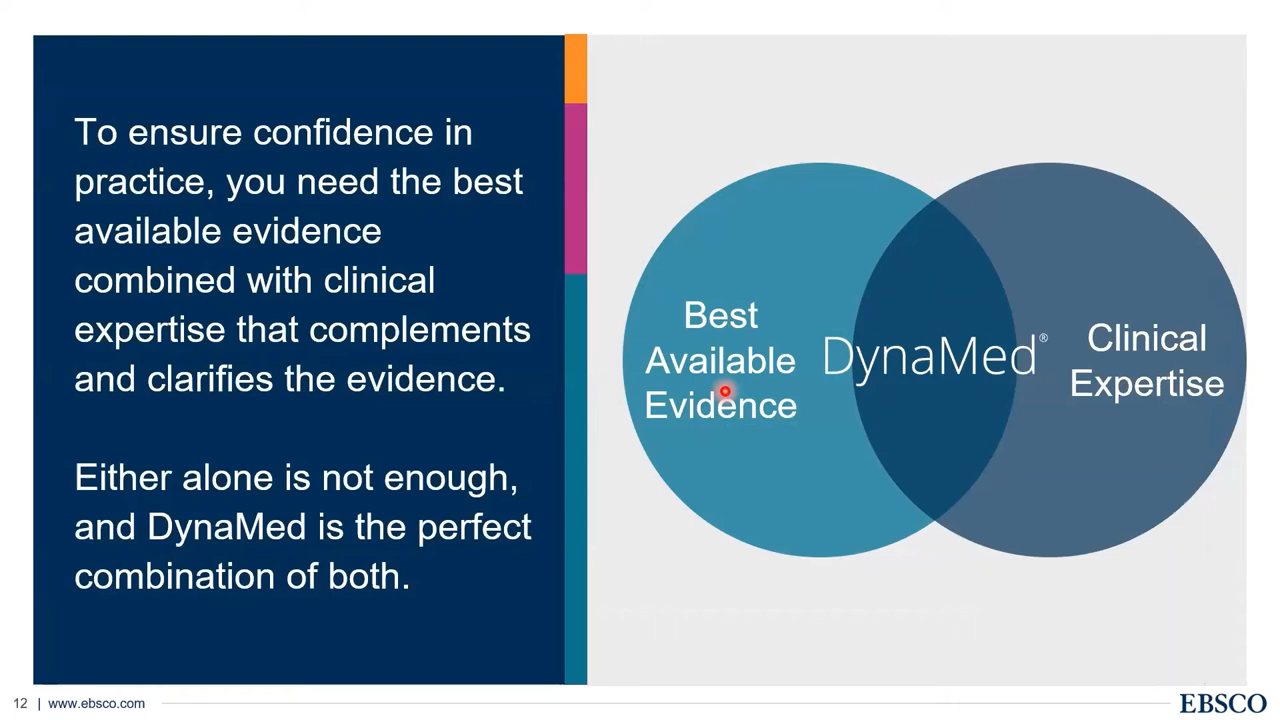 To ensure confidence in
practice, you need the best
available evidence
combined with clinical
expertise that complements
and clarifies the evidence.
Either alone is not enough,
and DynaMed is the perfect
combination of both.
Best
Available
Evidence
DynaMed®
Clinical
Expertise
12 | www.ebsco.com
EBSCO